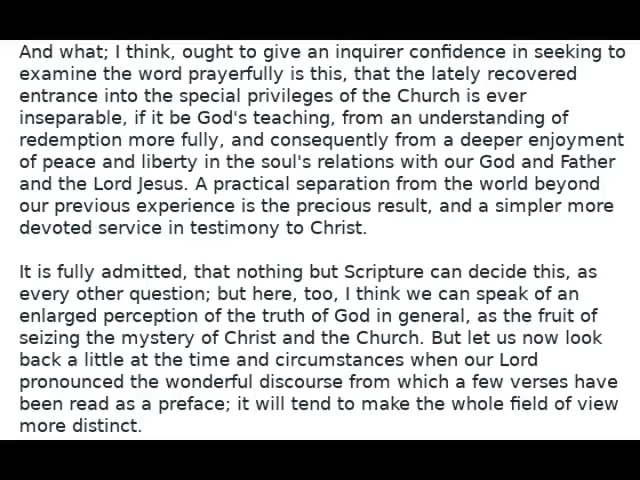 And what; I think, ought to give an inquirer confidence in seeking to
examine the word prayerfully is this, that the lately recovered
entrance into the special privileges of the Church is ever
inseparable, if it be God's teaching, from an understanding of
redemption more fully, and consequently from a deeper enjoyment
of peace and liberty in the soul's relations with our God and Father
and the Lord Jesus. A practical separation from the world beyond
our previous experience is the precious result, and a simpler more
devoted service in testimony to Christ.

It is fully admitted, that nothing but Scripture can decide this, as
every other question; but here, too, I think we can speak of an
enlarged perception of the truth of God in general, as the fruit of
seizing the mystery of Christ and the Church. But let us now look
back a little at the time and circumstances when our Lord
pronounced the wonderful discourse from which a few verses have
been read as a preface; it will tend to make the whole field of view
more distinct.